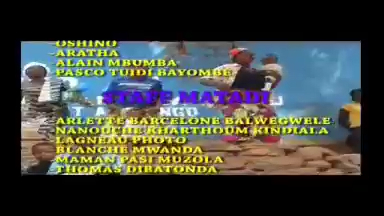 -OSHINO
-ARATHA
-ALAIN MBUMBA
-PASCO TUIDI BAYOMBE
STAFF MATADI
-ARLETTE BARCELONE BALWEGWELE
-NANOUCHE KHARTHOUM KINDIALA
-LAGNEAU PHOTO
-BLANCHE MWANDA
-MAMAN PASI MUZOLA
-THOMAS DIBATONDA